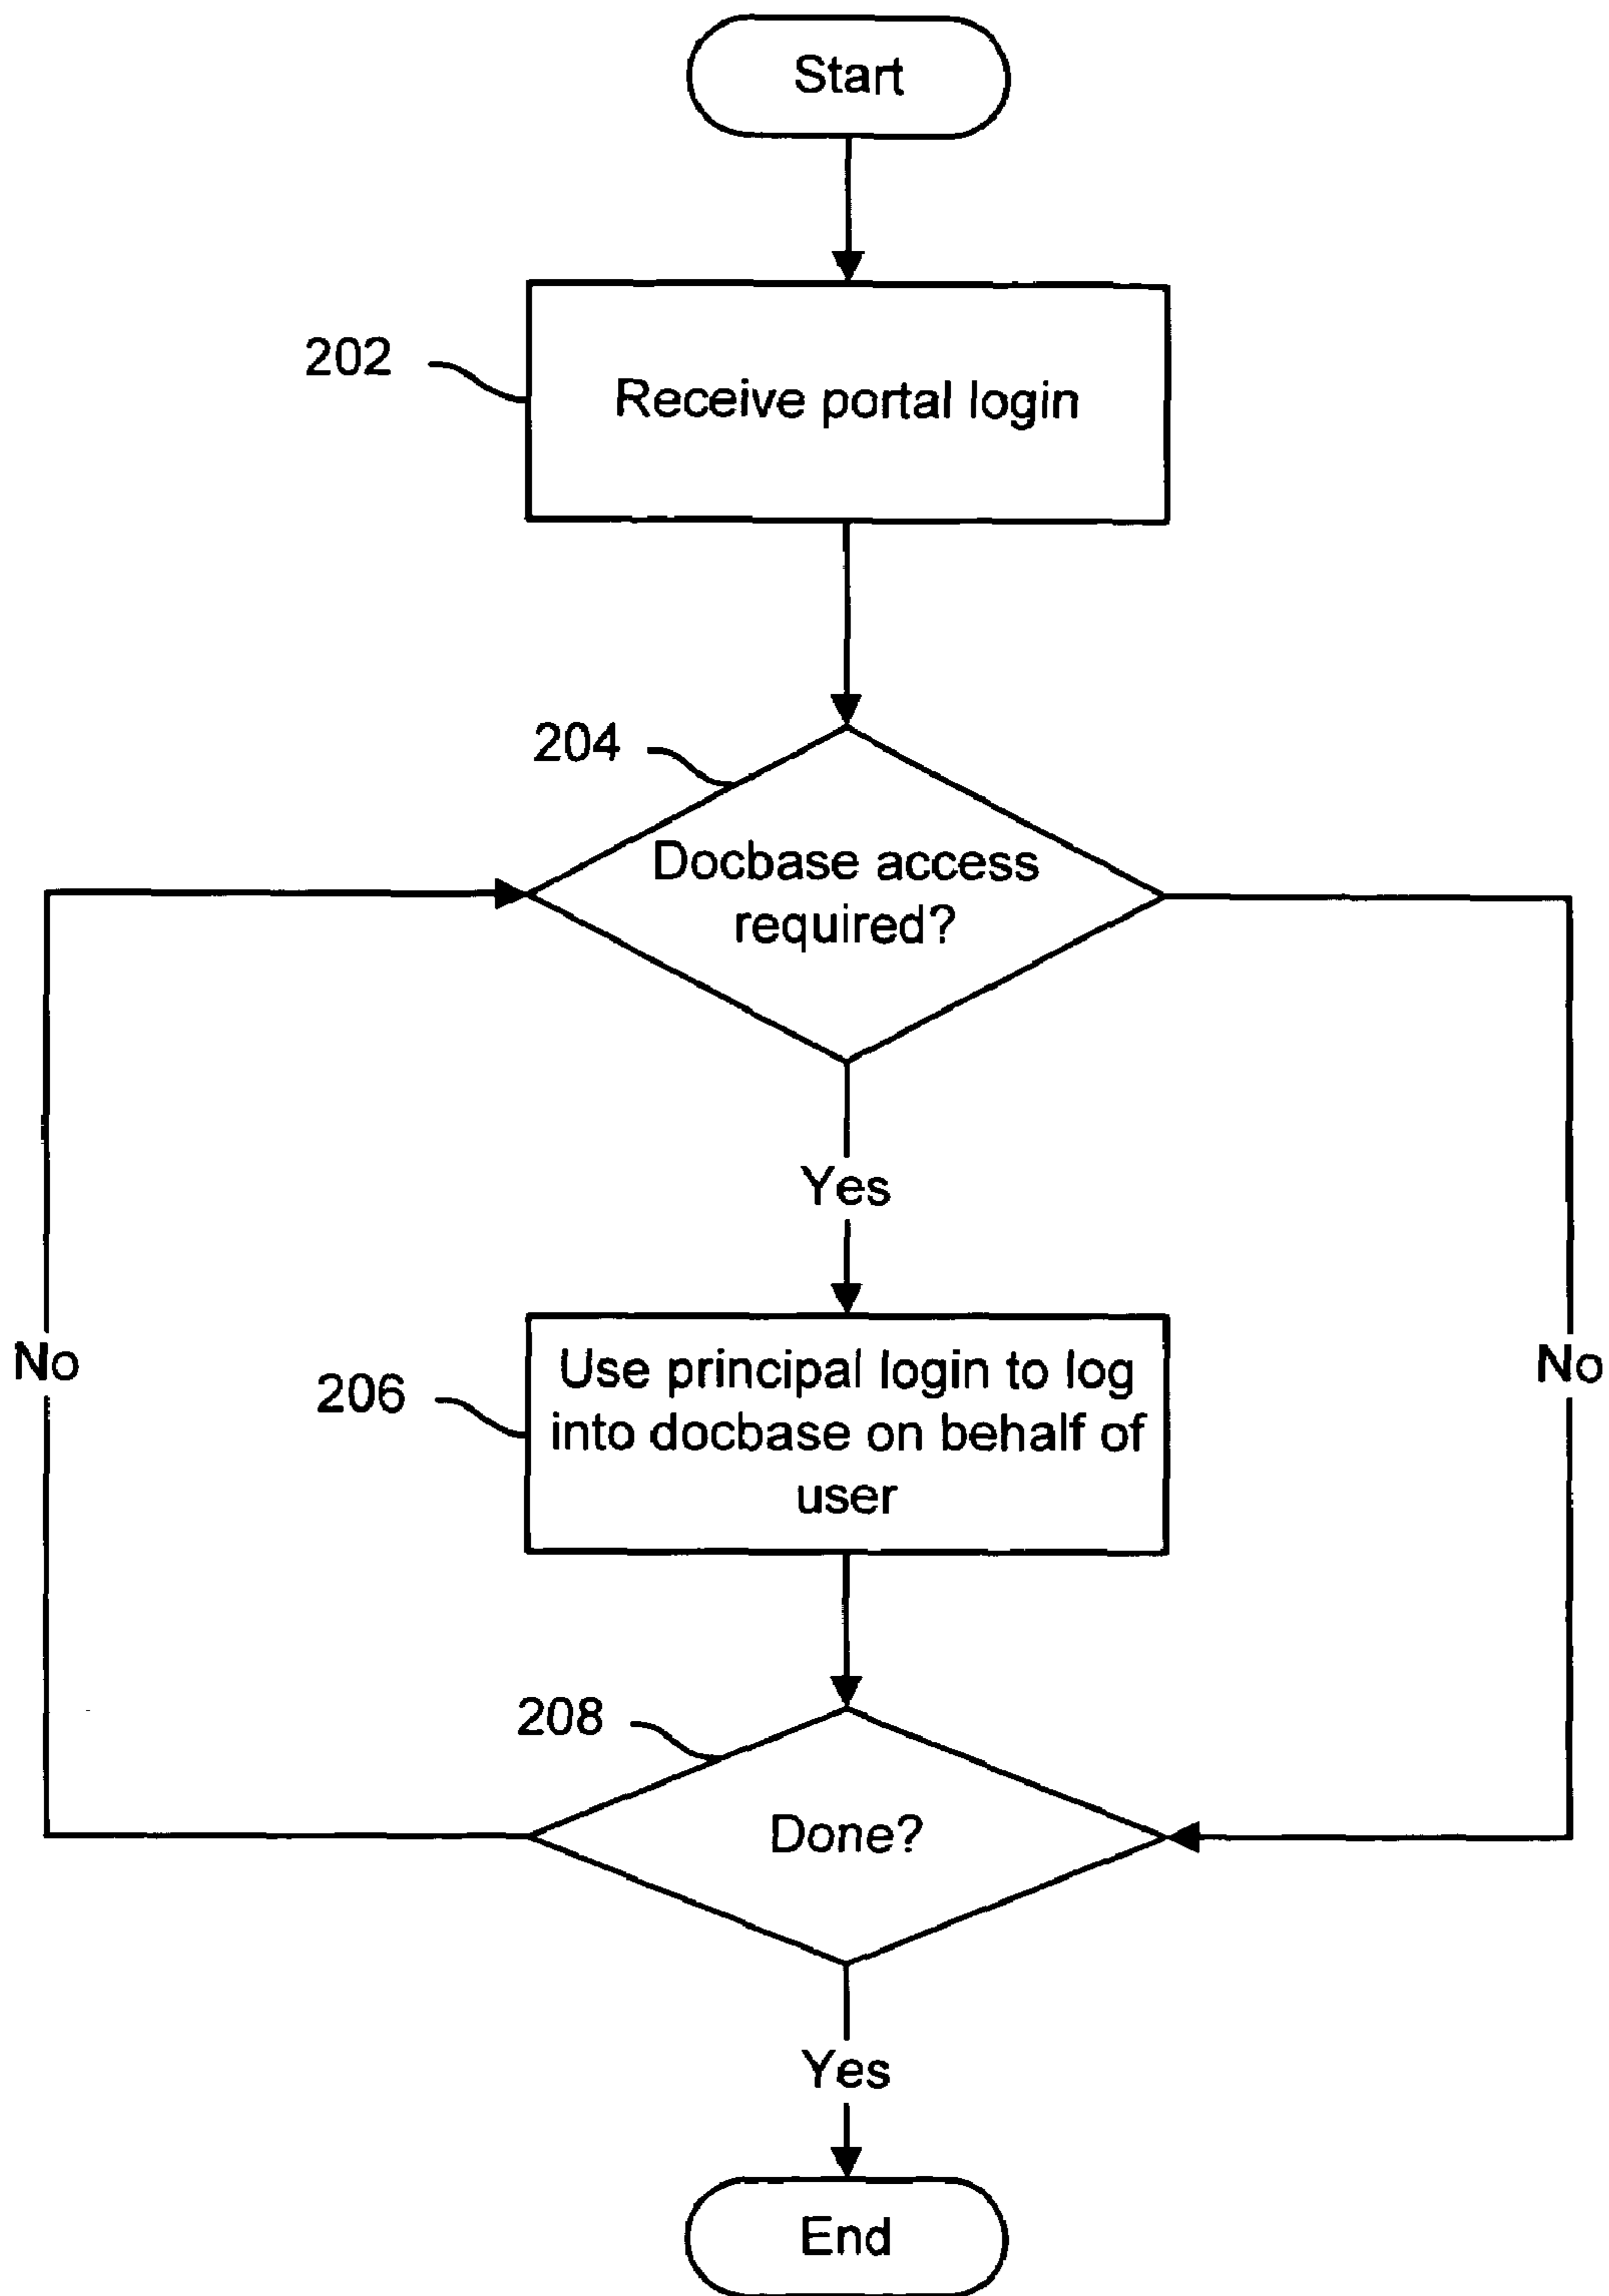 Start
202
Receive portal login
204
Docbase access
required?
Yes
No
No
206
Use principal login to log
into docbase on behalf of
user
208
Done?
Yes
End